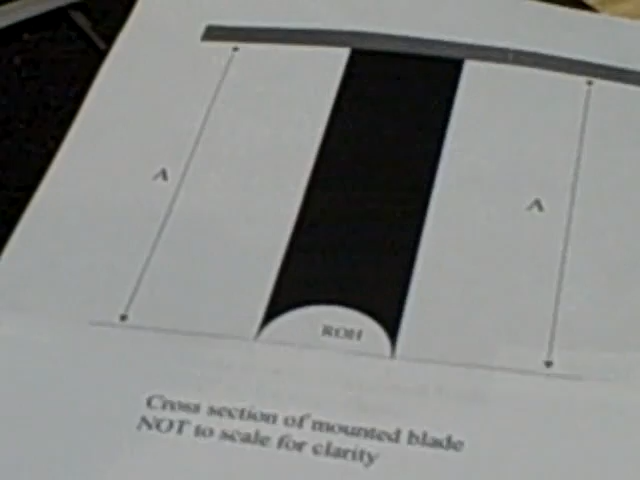 A
A
ROH
Cross section of mounted blade
NOT to scale for clarity